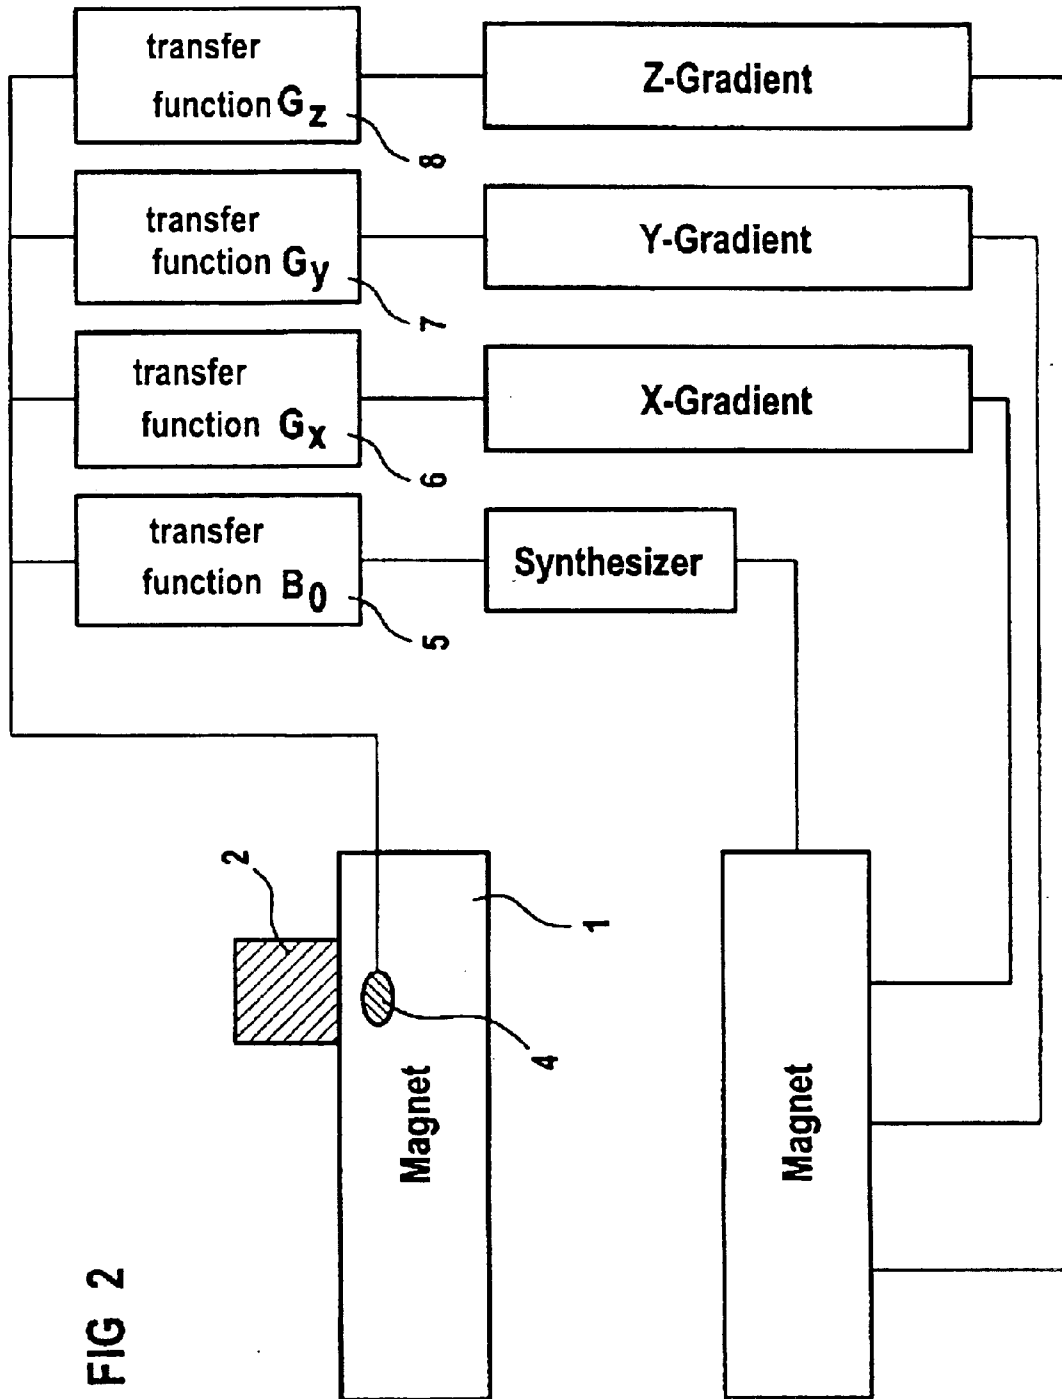 transfer
function Gz
8
Z-Gradient
transfer
function Gy
7
Y-Gradient
transfer
function Gx
6
X-Gradient
transfer
function B0
5
Synthesizer
2
1
4
Magnet
Magnet
FIG 2